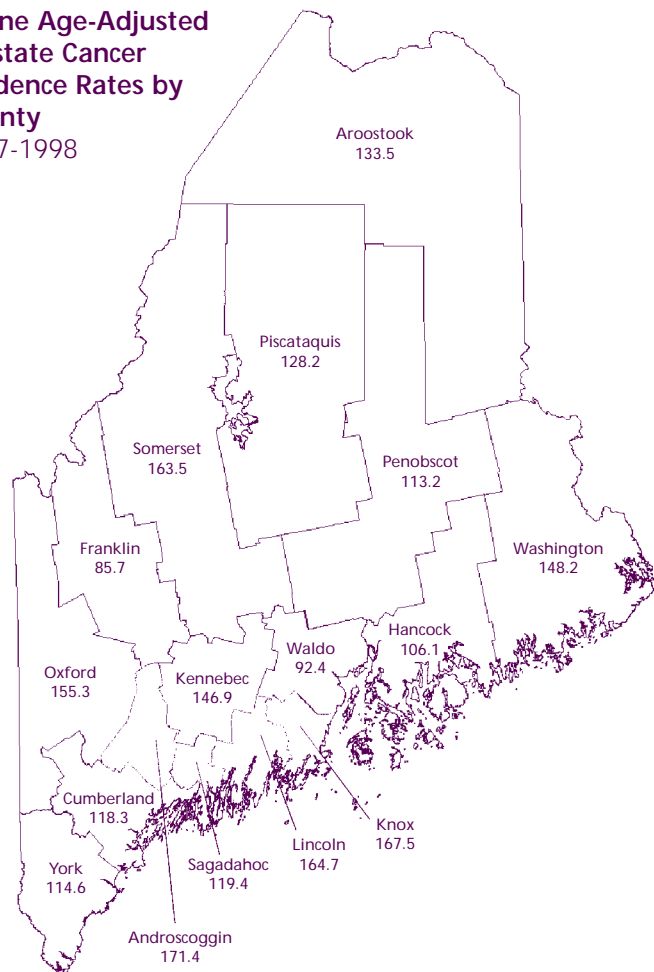 ne Age-Adjusted
state Cancer
dence Rates by
nty
7-1998
Aroostook
133.5
Piscataquis
128.2
Somerset
163.5
Penobscot
113.2
Franklin
85.7
Washington
148.2
Hancock
106.1
Waldo
92.4
Oxford
155.3
Kennebec
146.9
Cumberland
118.3
Knox
167.5
Lincoln
164.7
Sagadahoc
119.4
York
114.6
Androscoggin
171.4